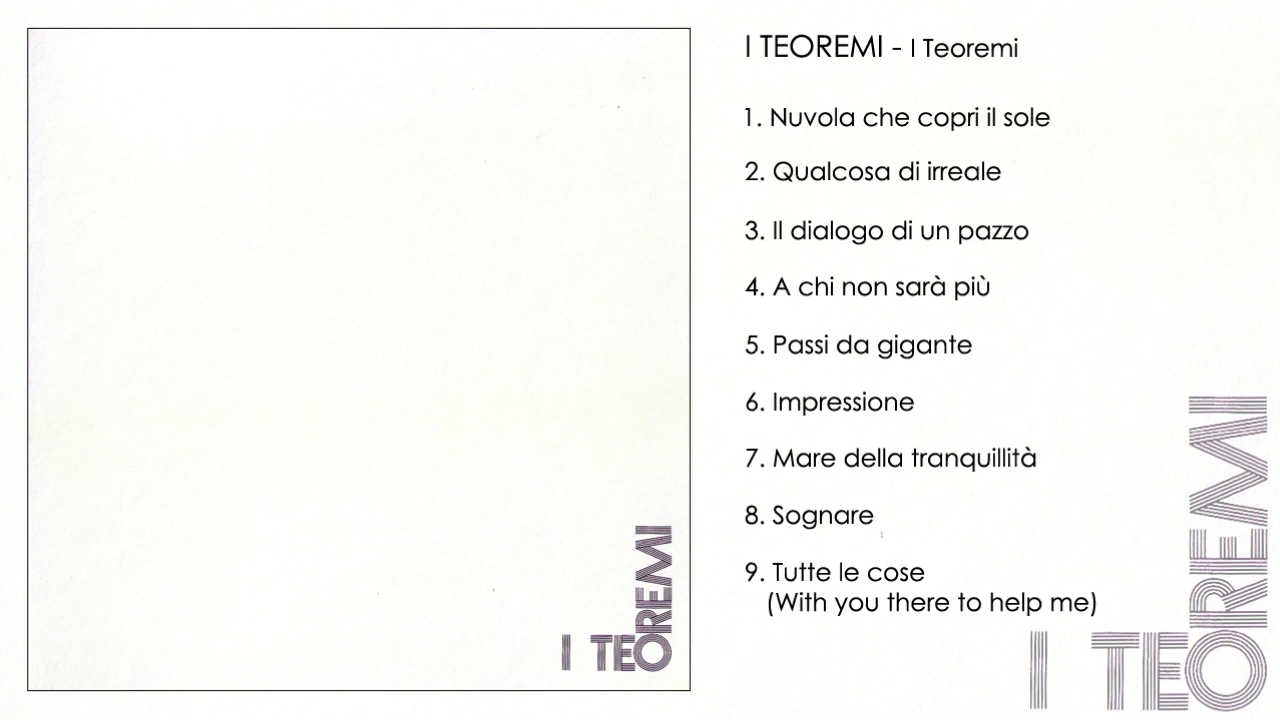 I TEOREMI
I TEOREMI - I Teoremi
1. Nuvola che copri il sole
2. Qualcosa di irreale
3. Il dialogo di un pazzo
4. A chi non sarà più
5. Passi da gigante
6. Impressione
7. Mare della tranquillità
8. Sognare
9. Tutte le cose
(With you there to help me)
I TEOREMI